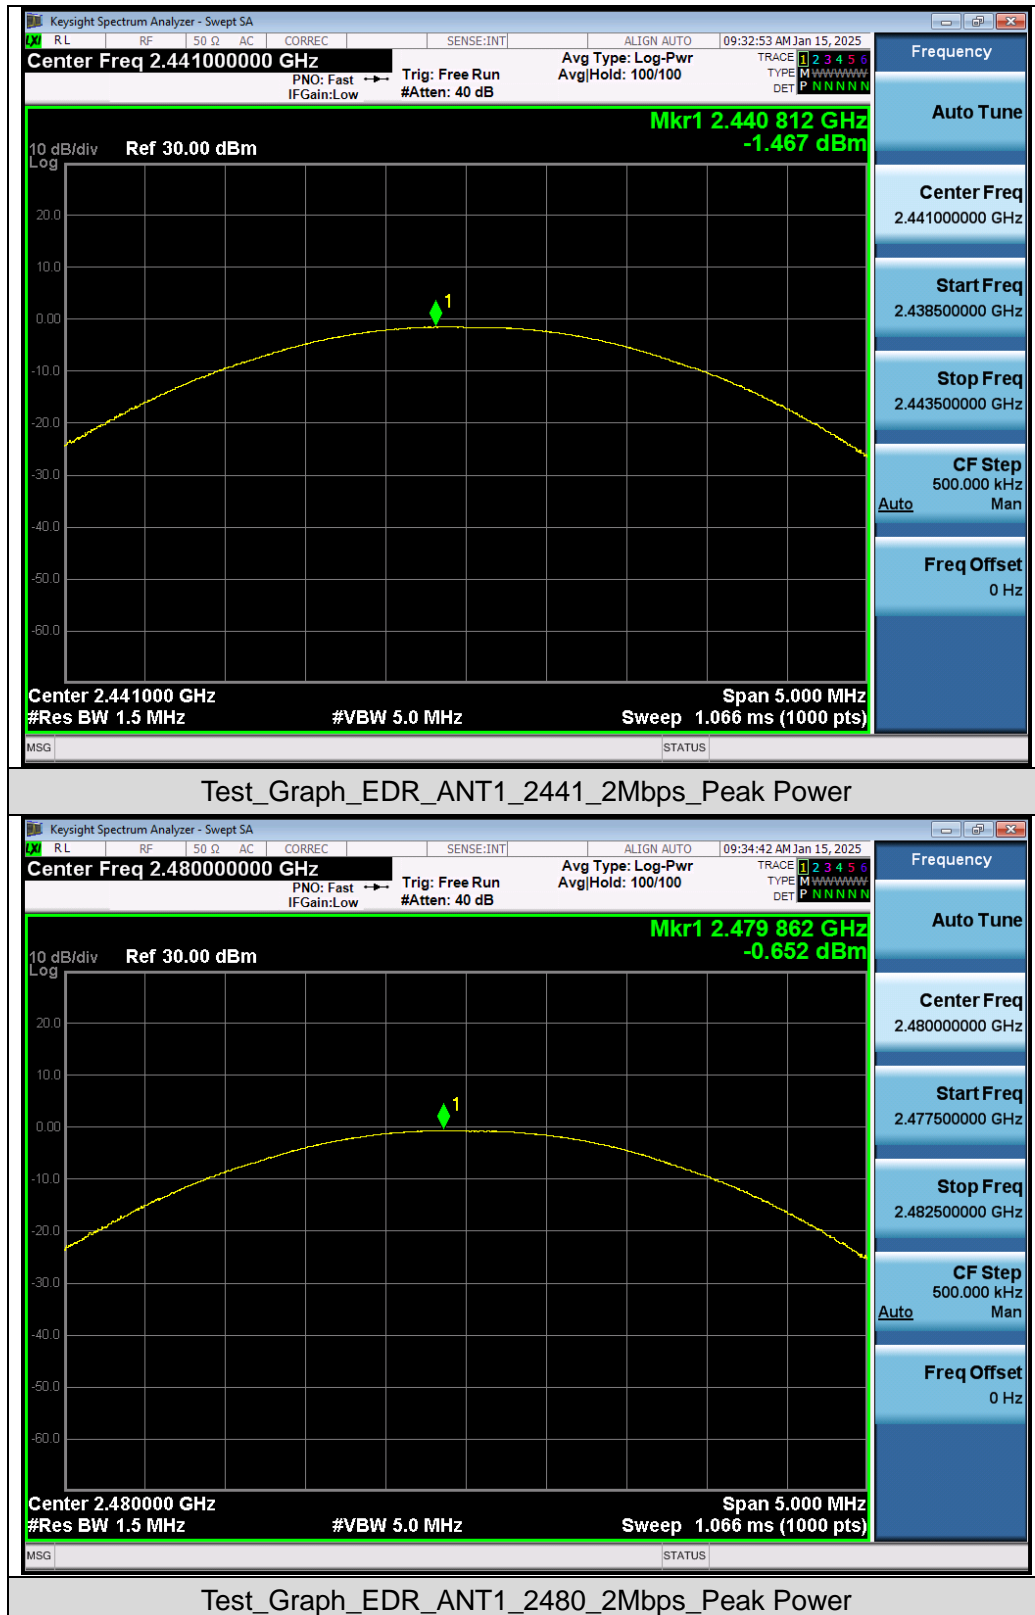 Keysight Spectrum Analyzer - Swept SA
LXI RL RF 50 Ω AC CORREC SENSE:INT ALIGN AUTO 09:32:53 AM Jan 15, 2025
Center Freq 2.441000000 GHz
PNO: Fast
IFGain:Low
Trig: Free Run
#Atten: 40 dB
Avg Type: Log-Pwr
Avg|Hold: 100/100
TRACE 1 2 3 4 5 6
TYPE M WWWWW
DET P N N N N N
Mkr1 2.440 812 GHz
-1.467 dBm
10 dB/div Ref 30.00 dBm
Log
20.0
10.0
0.00
-10.0
-20.0
-30.0
-40.0
-50.0
-60.0
1
Center 2.441000 GHz Span 5.000 MHz
#Res BW 1.5 MHz #VBW 5.0 MHz Sweep 1.066 ms (1000 pts)
MSG STATUS
Frequency
Auto Tune
Center Freq
2.441000000 GHz
Start Freq
2.438500000 GHz
Stop Freq
2.443500000 GHz
CF Step
500.000 kHz
Auto Man
Freq Offset
0 Hz
Test_Graph_EDR_ANT1_2441_2Mbps_Peak Power
Keysight Spectrum Analyzer - Swept SA
LXI RL RF 50 Ω AC CORREC SENSE:INT ALIGN AUTO 09:34:42 AM Jan 15, 2025
Center Freq 2.480000000 GHz
PNO: Fast
IFGain:Low
Trig: Free Run
#Atten: 40 dB
Avg Type: Log-Pwr
Avg|Hold: 100/100
TRACE 1 2 3 4 5 6
TYPE M WWWWW
DET P N N N N N
Mkr1 2.479 862 GHz
-0.652 dBm
10 dB/div Ref 30.00 dBm
Log
20.0
10.0
0.00
-10.0
-20.0
-30.0
-40.0
-50.0
-60.0
1
Center 2.480000 GHz Span 5.000 MHz
#Res BW 1.5 MHz #VBW 5.0 MHz Sweep 1.066 ms (1000 pts)
MSG STATUS
Frequency
Auto Tune
Center Freq
2.480000000 GHz
Start Freq
2.477500000 GHz
Stop Freq
2.482500000 GHz
CF Step
500.000 kHz
Auto Man
Freq Offset
0 Hz
Test_Graph_EDR_ANT1_2480_2Mbps_Peak Power